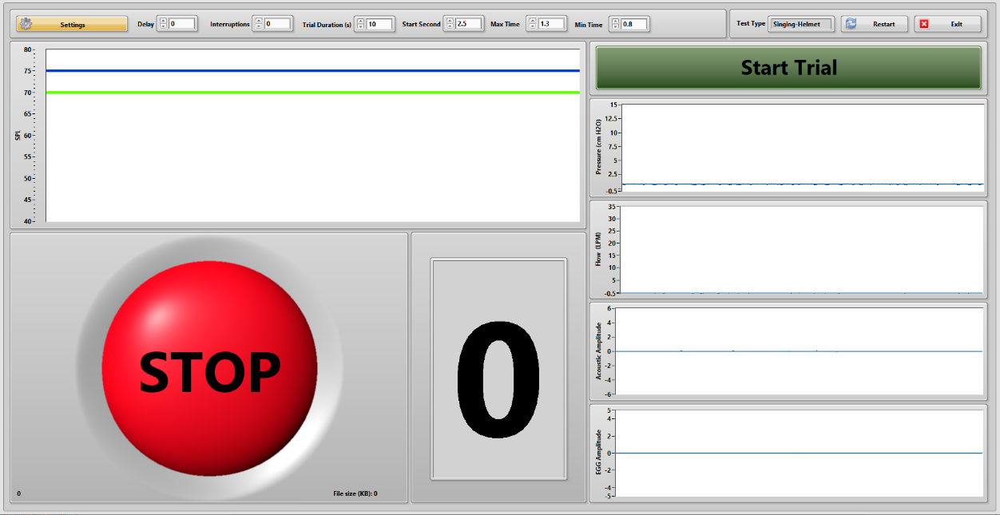 Settings
Delay 0
Interruptions 0
Trial Duration (s) 10
Start Second 2.5
Max Time 1.3
Min Time 0.8
Test Type Singing-Helmet
Restart
Exit
SPL
80
75
70
65
60
55
50
45
40
Start Trial
Pressure (cm H2O)
15
12.5
10
7.5
5
2.5
-0.5
Flow (LPM)
35
30
25
20
15
10
5
-0.5
Acoustic Amplitude
6
4
2
0
-2
-4
-6
EGG Amplitude
5
4
2
0
-2
-4
-5
STOP
0
File size (KB): 0
0